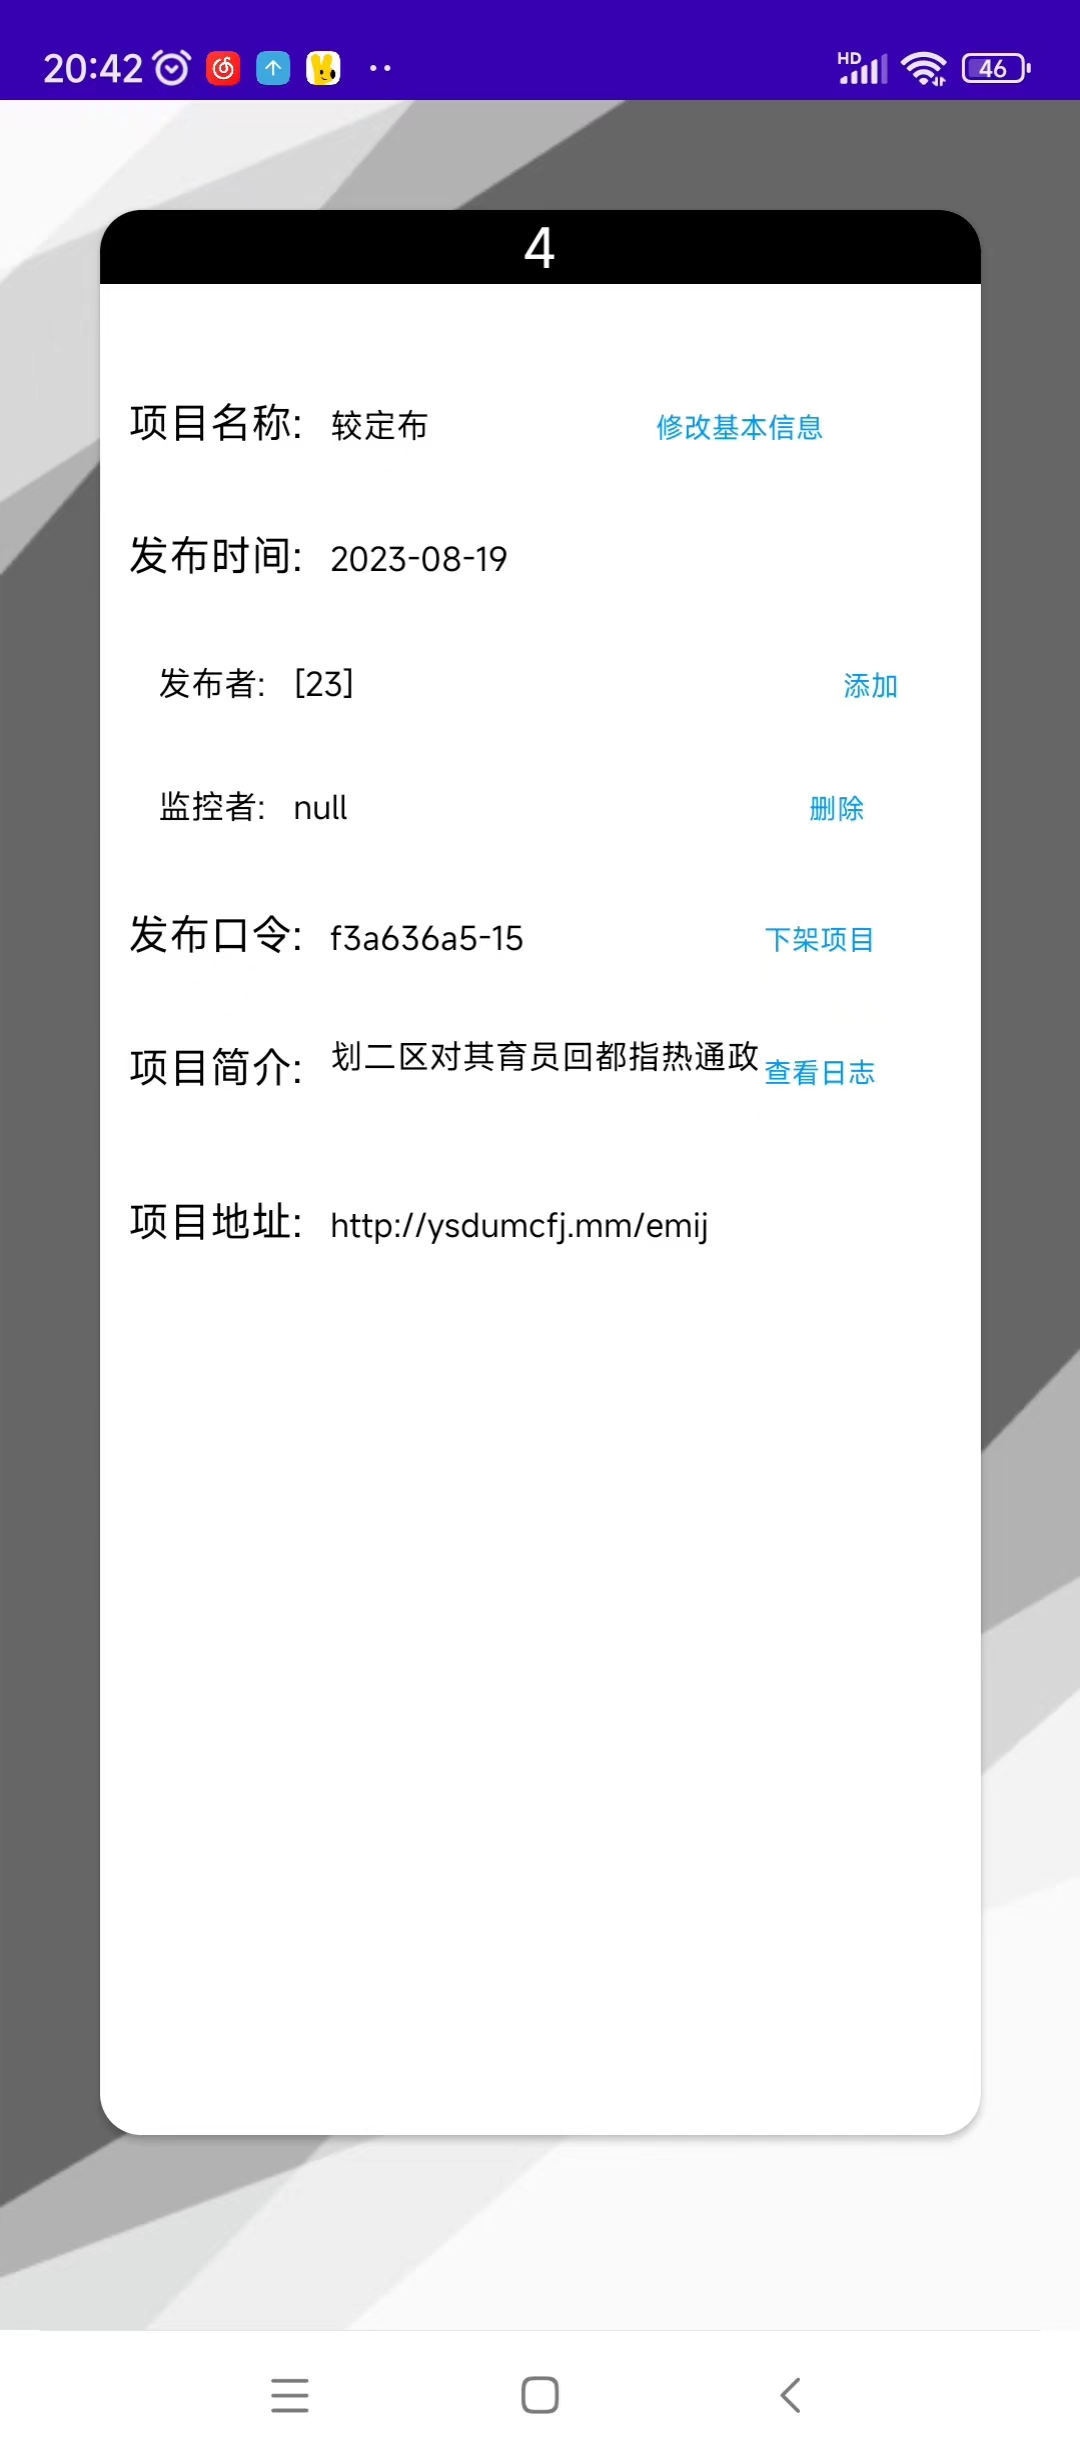 20:42
HD
46
4
项目名称: 较定布 修改基本信息
发布时间: 2023-08-19
发布者: [23] 添加
监控者: null 删除
发布口令: f3a636a5-15 下架项目
项目简介: 划二区对其育员回都指热通政 查看日志
项目地址: http://ysdumcfj.mm/emij